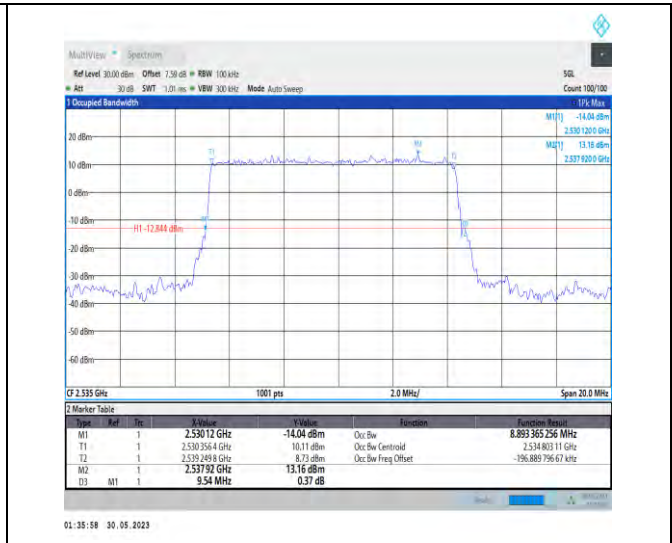 MultiView Spectrum
Ref Level 30.00 dBm Offset 7.59 dB RBW 100 kHz SGL
Att 30 dB SWT 1.01 ms VBW 300 kHz Mode Auto Sweep Count 100/100
1 Occupied Bandwidth 1Pk Max
M1[1] -14.04 dBm
2.530 120 0 GHz
M2[1] 13.16 dBm
2.537 920 0 GHz
20 dBm
M2
T1 T2
10 dBm
0 dBm
-10 dBm
H1 -12.844 dBm
-20 dBm
-30 dBm
-40 dBm
-50 dBm
-60 dBm
CF 2.535 GHz 1001 pts 2.0 MHz/ Span 20.0 MHz
2 Marker Table
Type Ref Trc X-Value Y-Value Function Function Result
M1 1 2.530 12 GHz -14.04 dBm Occ Bw 8.893 365 256 MHz
T1 1 2.530 356 4 GHz 10.11 dBm Occ Bw Centroid 2.534 803 11 GHz
T2 1 2.539 249 8 GHz 8.73 dBm Occ Bw Freq Offset -196.889 796 67 kHz
M2 1 2.537 92 GHz 13.16 dBm
D3 M1 1 9.54 MHz 0.37 dB
01:35:58 30.05.2023